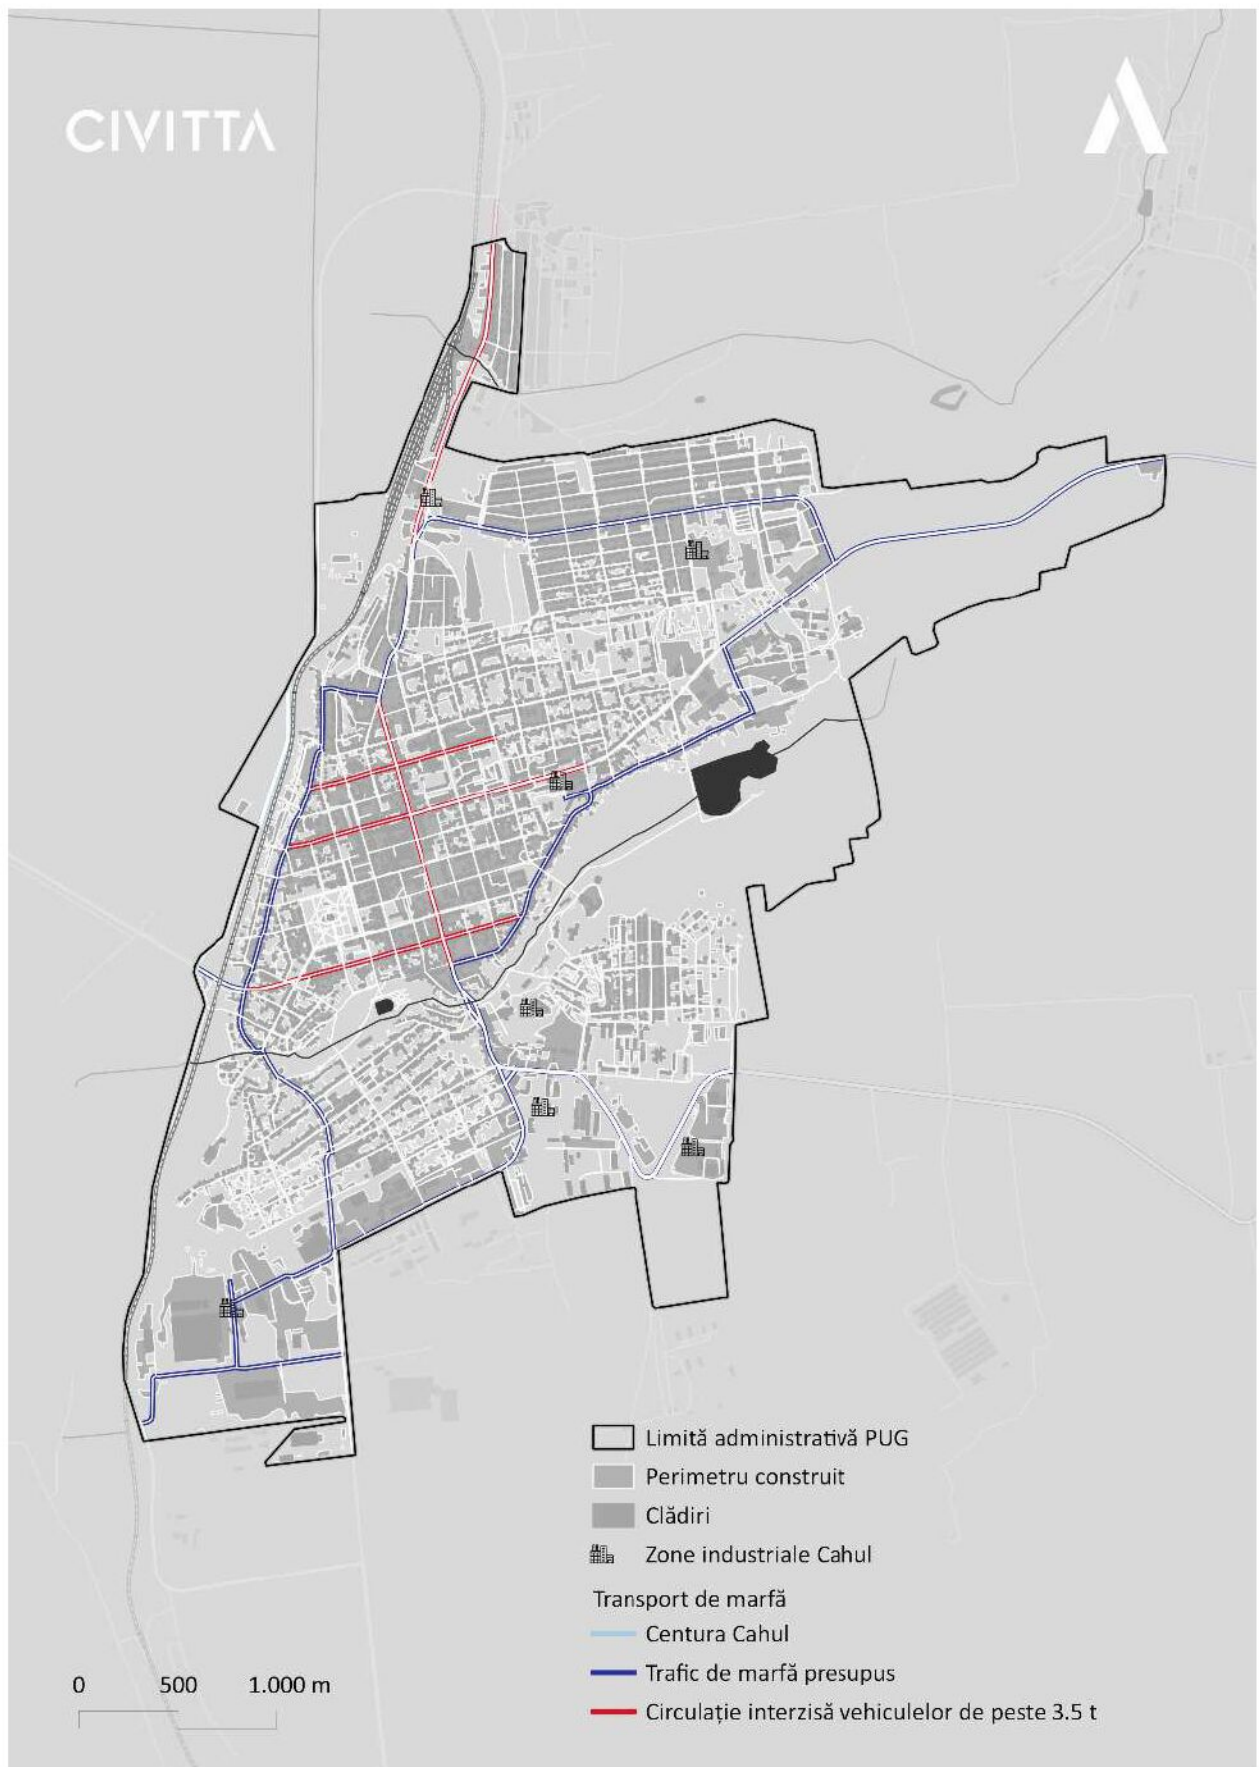 CIVITTA
Limită administrativă PUG
Perimetru construit
Clădiri
Zone industriale Cahul
Transport de marfă
Centura Cahul
Trafic de marfă presupus
Circulație interzisă vehiculelor de peste 3.5 t
0 500 1.000 m